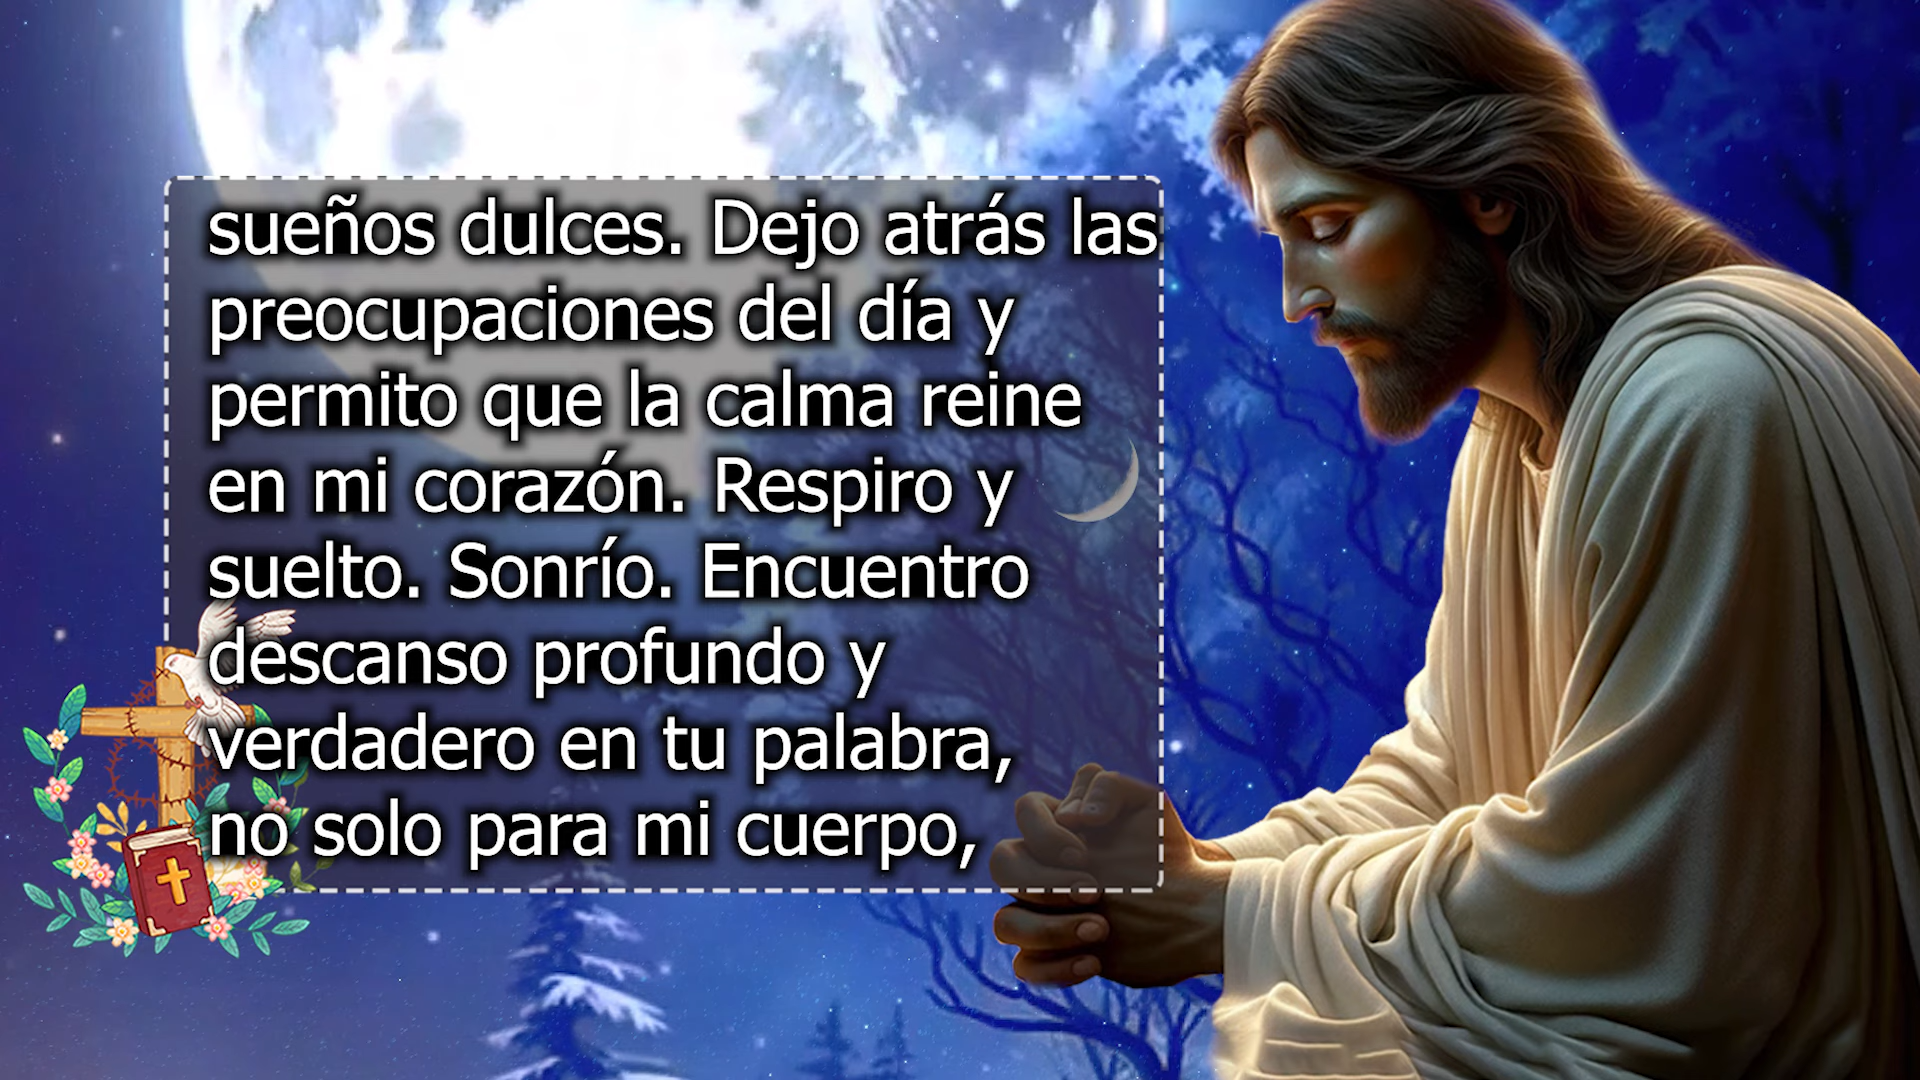 sueños dulces. Dejo atrás las
preocupaciones del día y
permito que la calma reine
en mi corazón. Respiro y
suelto. Sonrío. Encuentro
descanso profundo y
verdadero en tu palabra,
no solo para mi cuerpo,